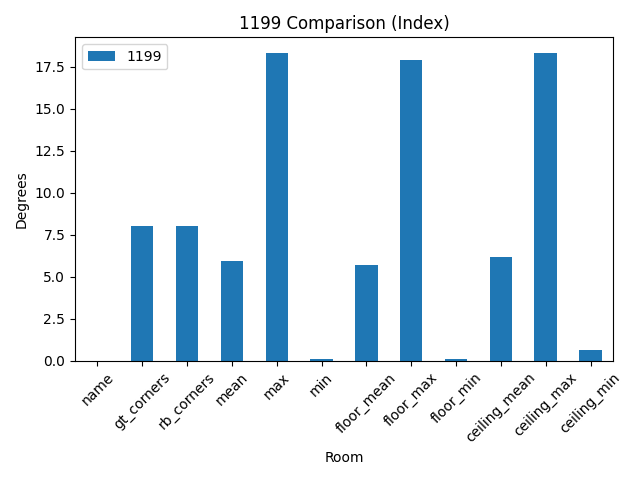 1199 Comparison (Index)
1199
Degrees
17.5
15.0
12.5
10.0
7.5
5.0
2.5
0.0
name
gt_corners
rb_corners
mean
max
min
floor_mean
floor_max
floor_min
ceiling_mean
ceiling_max
ceiling_min
Room